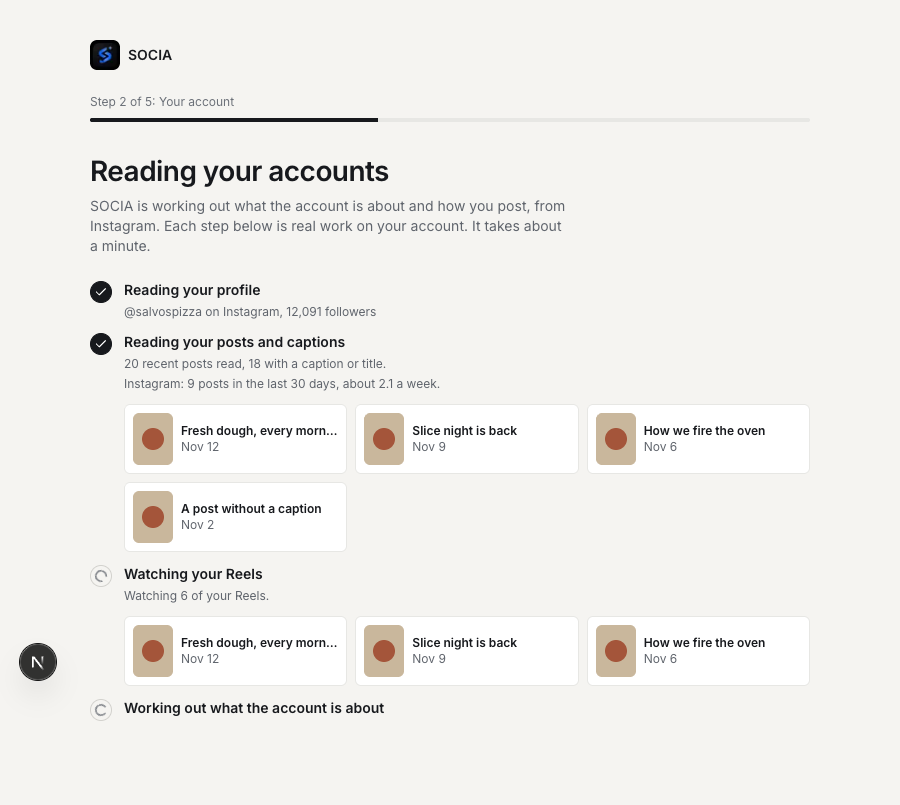 SOCIA
Step 2 of 5: Your account
Reading your accounts
SOCIA is working out what the account is about and how you post, from
Instagram. Each step below is real work on your account. It takes about
a minute.
Reading your profile
@salvospizza on Instagram, 12,091 followers
Reading your posts and captions
20 recent posts read, 18 with a caption or title.
Instagram: 9 posts in the last 30 days, about 2.1 a week.
Fresh dough, every morn...
Nov 12
Slice night is back
Nov 9
How we fire the oven
Nov 6
A post without a caption
Nov 2
Watching your Reels
Watching 6 of your Reels.
Fresh dough, every morn...
Nov 12
Slice night is back
Nov 9
How we fire the oven
Nov 6
N
Working out what the account is about